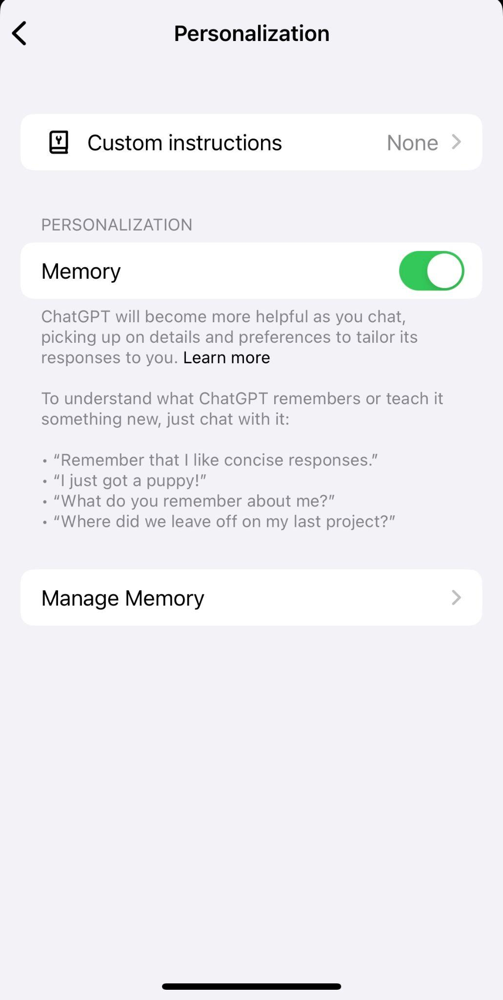 Personalization
Custom instructions None
PERSONALIZATION
Memory
ChatGPT will become more helpful as you chat,
picking up on details and preferences to tailor its
responses to you. Learn more
To understand what ChatGPT remembers or teach it
something new, just chat with it:
• “Remember that I like concise responses.”
• “I just got a puppy!”
• “What do you remember about me?”
• “Where did we leave off on my last project?”
Manage Memory